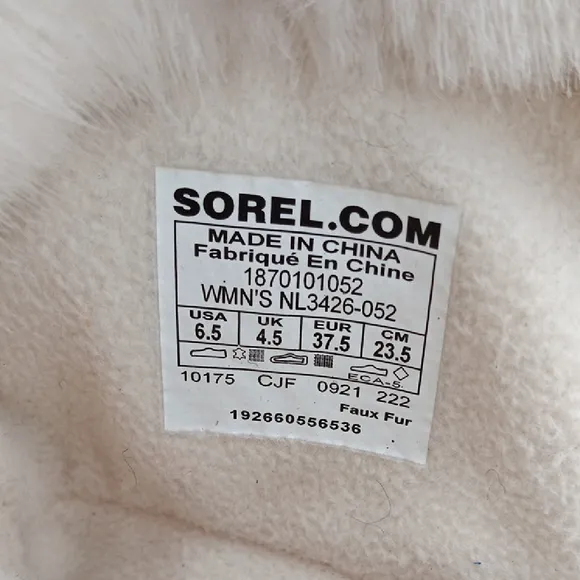 SOREL.COM
MADE IN CHINA
Fabriqué En Chine
1870101052
WMN'S NL3426-052
USA UK EUR CM
6.5 4.5 37.5 23.5
ECA-5
10175 CJF 0921 222
Faux Fur
192660556536